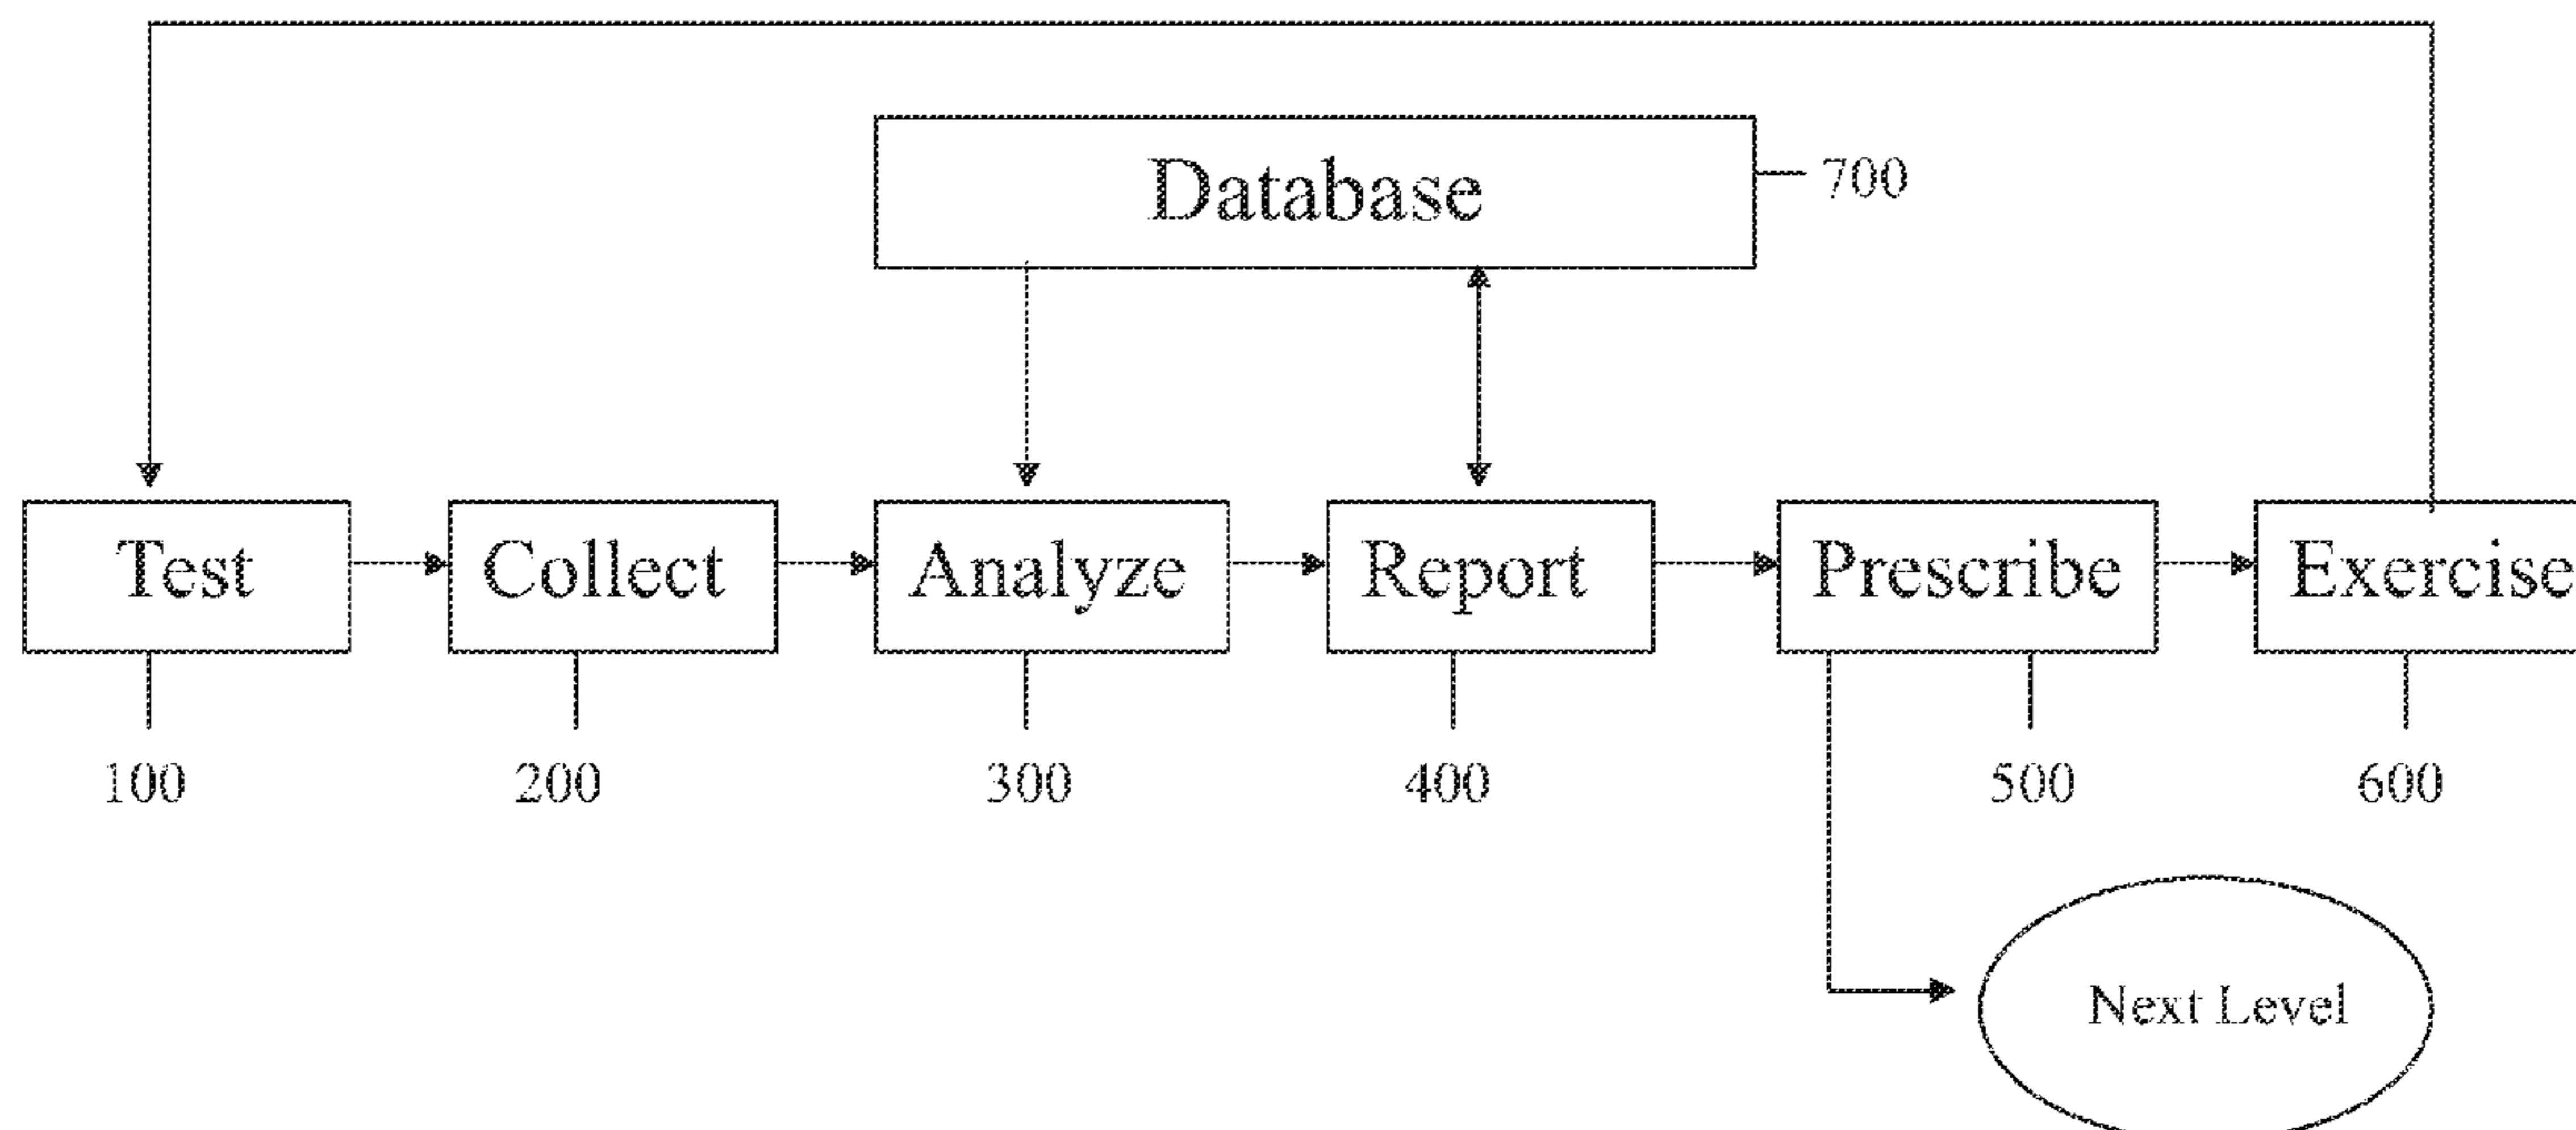 Database
700
Test
Collect
Analyze
Report
Prescribe
Exercise
100
200
300
400
500
600
Next Level